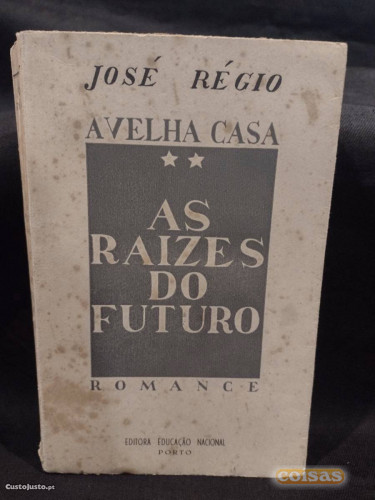 JOSÉ RÉGIO
A VELHA CASA
★★
AS
RAIZES
DO
FUTURO
ROMANCE
EDITORA EDUCAÇÃO NACIONAL
PORTO
CustoJusto.pt
coisas